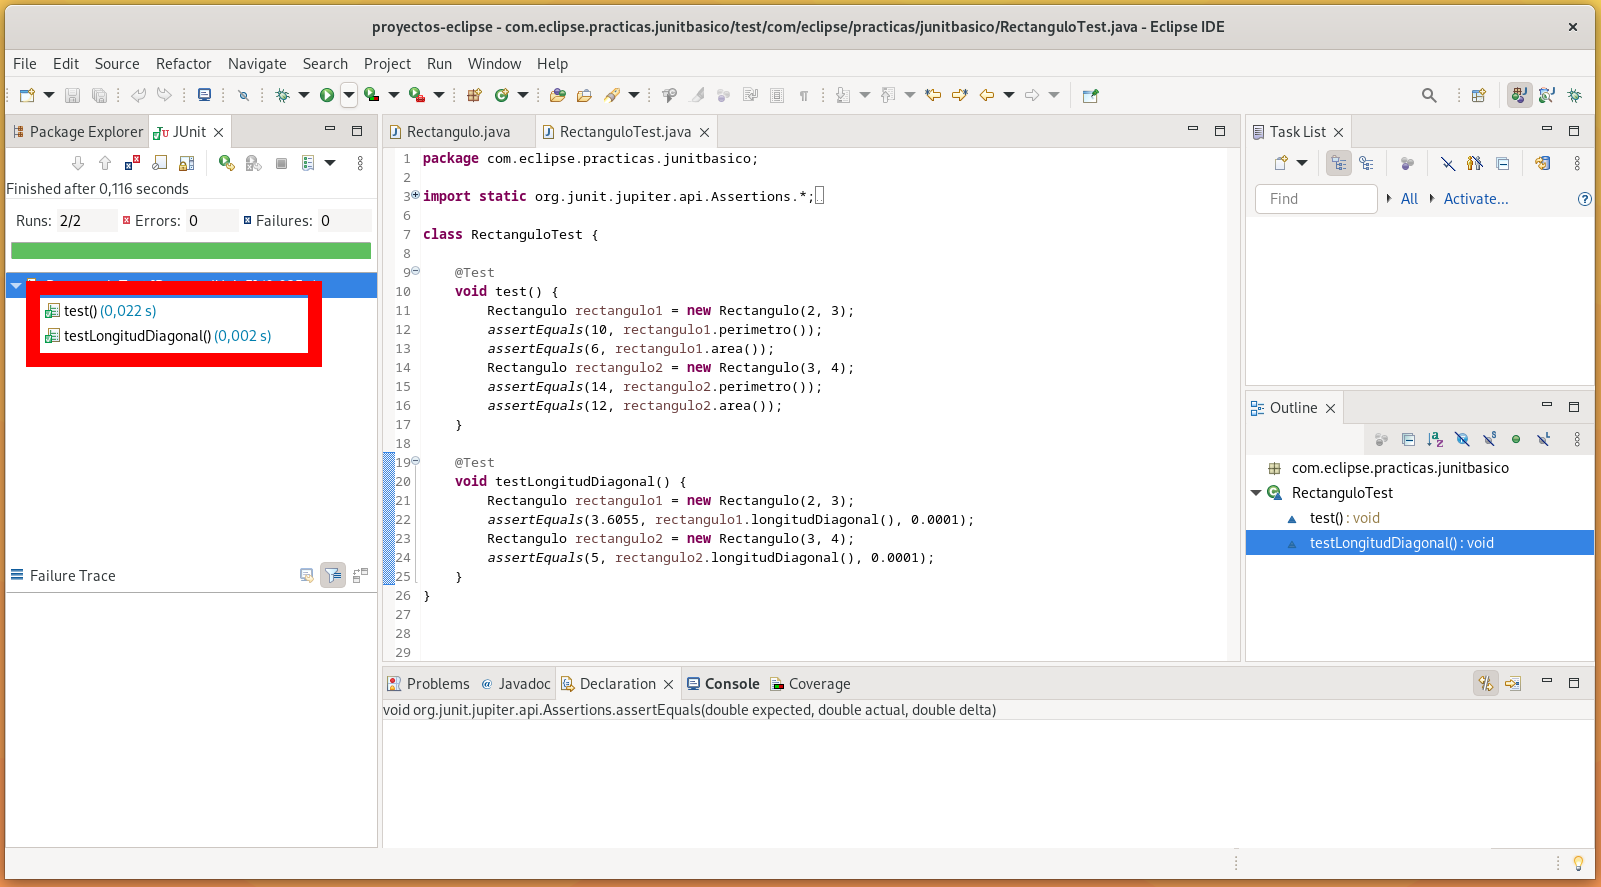 proyectos-eclipse - com.eclipse.practicas.junitbasico/test/com/eclipse/practicas/junitbasico/RectanguloTest.java - Eclipse IDE
File Edit Source Refactor Navigate Search Project Run Window Help
Package Explorer JUnit
Finished after 0,116 seconds
Runs: 2/2 Errors: 0 Failures: 0
test() (0,022 s)
testLongitudDiagonal() (0,002 s)
Failure Trace
Rectangulo.java RectanguloTest.java
1 package com.eclipse.practicas.junitbasico;
2
3 import static org.junit.jupiter.api.Assertions.*;
6
7 class RectanguloTest {
8
9 @Test
10 void test() {
11 Rectangulo rectangulo1 = new Rectangulo(2, 3);
12 assertEquals(10, rectangulo1.perimetro());
13 assertEquals(6, rectangulo1.area());
14 Rectangulo rectangulo2 = new Rectangulo(3, 4);
15 assertEquals(14, rectangulo2.perimetro());
16 assertEquals(12, rectangulo2.area());
17 }
18
19 @Test
20 void testLongitudDiagonal() {
21 Rectangulo rectangulo1 = new Rectangulo(2, 3);
22 assertEquals(3.6055, rectangulo1.longitudDiagonal(), 0.0001);
23 Rectangulo rectangulo2 = new Rectangulo(3, 4);
24 assertEquals(5, rectangulo2.longitudDiagonal(), 0.0001);
25 }
26 }
27
28
29
Problems Javadoc Declaration Console Coverage
void org.junit.jupiter.api.Assertions.assertEquals(double expected, double actual, double delta)
Task List
Find All Activate...
Outline
com.eclipse.practicas.junitbasico
RectanguloTest
test() : void
testLongitudDiagonal() : void